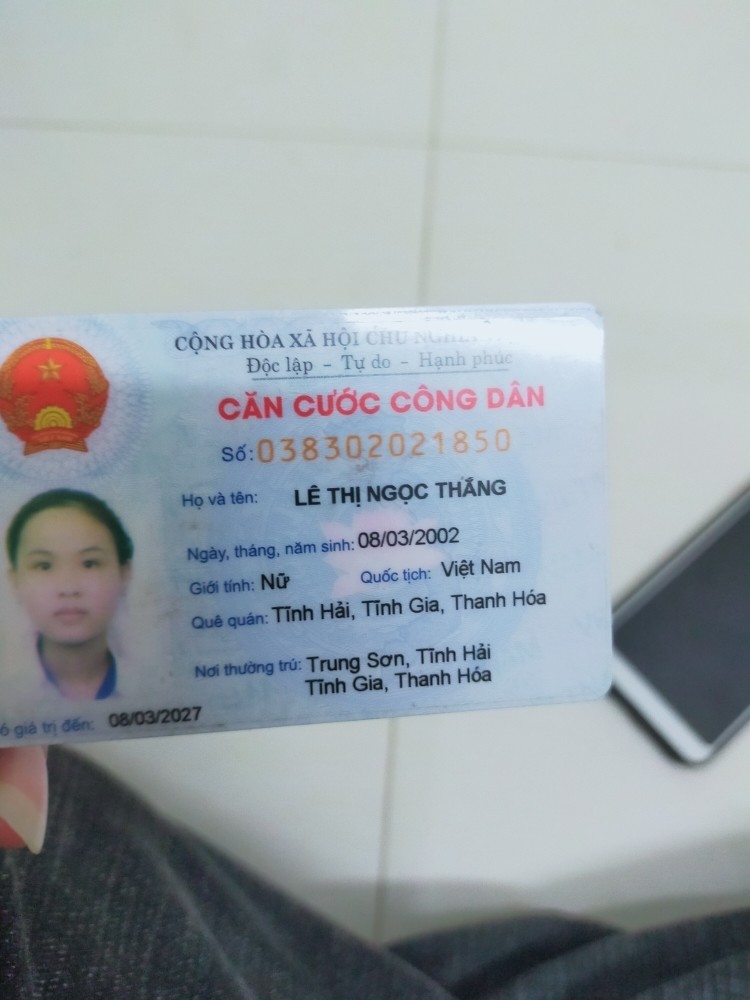 CỘNG HÒA XÃ HỘI CHỦ NGHĨA
Độc lập - Tự do - Hạnh phúc
CĂN CƯỚC CÔNG DÂN
Số: 038302021850
Họ và tên: LÊ THỊ NGỌC THẮNG
Ngày, tháng, năm sinh: 08/03/2002
Giới tính: Nữ Quốc tịch: Việt Nam
Quê quán: Tĩnh Hải, Tĩnh Gia, Thanh Hóa
Nơi thường trú: Trung Sơn, Tĩnh Hải
Tĩnh Gia, Thanh Hóa
ó giá trị đến: 08/03/2027